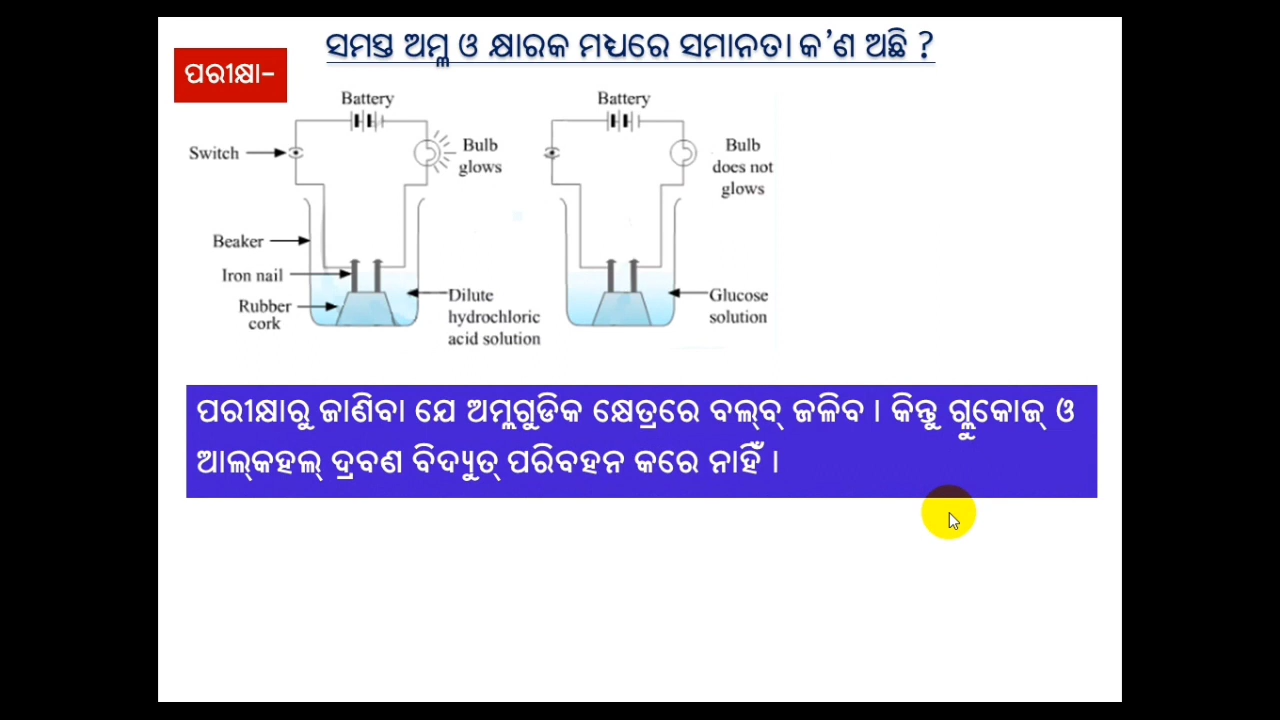 ସମସ୍ତ ଅମ୍ଳ ଓ କ୍ଷାରକ ମଧ୍ୟରେ ସମାନତା କ’ଣ ଅଛି ?
ପରୀକ୍ଷା–
Battery
Switch
Bulb
glows
Beaker
Iron nail
Rubber
cork
Dilute
hydrochloric
acid solution
Battery
Bulb
does not
glows
Glucose
solution
ପରୀକ୍ଷାରୁ ଜାଣିବା ଯେ ଅମ୍ଳଗୁଡିକ କ୍ଷେତ୍ରରେ ବଲ୍‌ବ୍ ଜଳିବ । କିନ୍ତୁ ଗ୍ଲୁକୋଜ୍ ଓ
ଆଲ୍‌କହଲ୍ ଦ୍ରବଣ ବିଦ୍ୟୁତ୍ ପରିବହନ କରେ ନାହିଁ ।